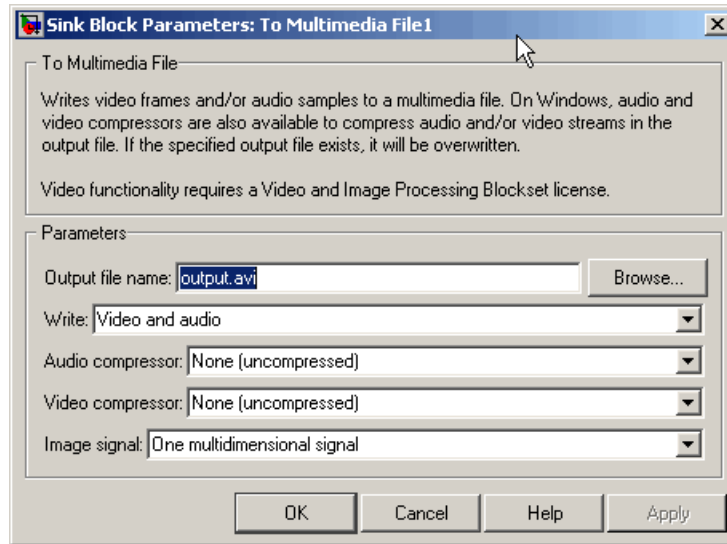 Sink Block Parameters: To Multimedia File1
To Multimedia File
Writes video frames and/or audio samples to a multimedia file. On Windows, audio and
video compressors are also available to compress audio and/or video streams in the
output file. If the specified output file exists, it will be overwritten.
Video functionality requires a Video and Image Processing Blockset license.
Parameters
Output file name: output.avi Browse...
Write: Video and audio
Audio compressor: None (uncompressed)
Video compressor: None (uncompressed)
Image signal: One multidimensional signal
OK Cancel Help Apply